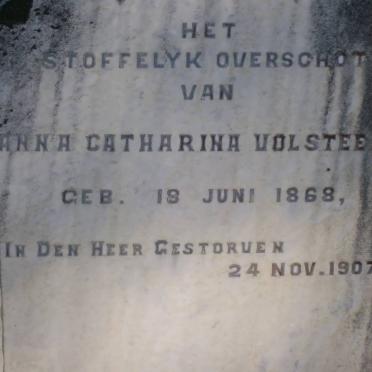 HET
STOFFELYK OVERSCHOT
VAN
ANNA CATHARINA VOLSTEE
GEB. 18 JUNI 1868,
IN DEN HEER GESTORVEN
24 NOV. 1907